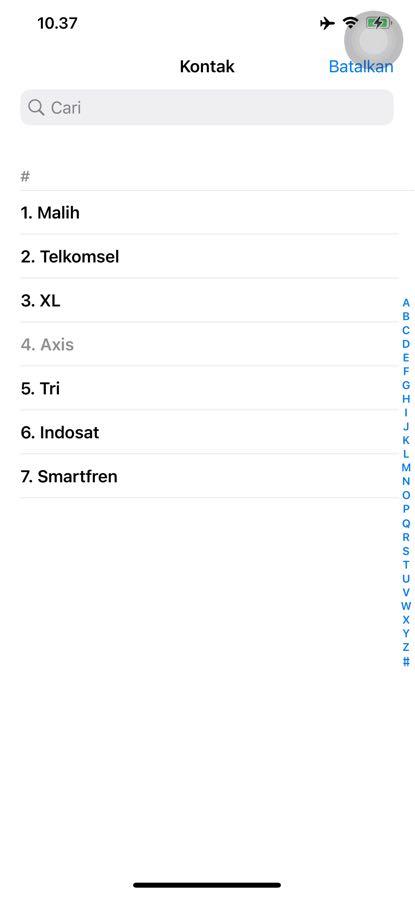 10.37
Kontak
Batalkan
Cari
#
1. Malih
2. Telkomsel
3. XL
4. Axis
5. Tri
6. Indosat
7. Smartfren
A
B
C
D
E
F
G
H
I
J
K
L
M
N
O
P
Q
R
S
T
U
V
W
X
Y
Z
#